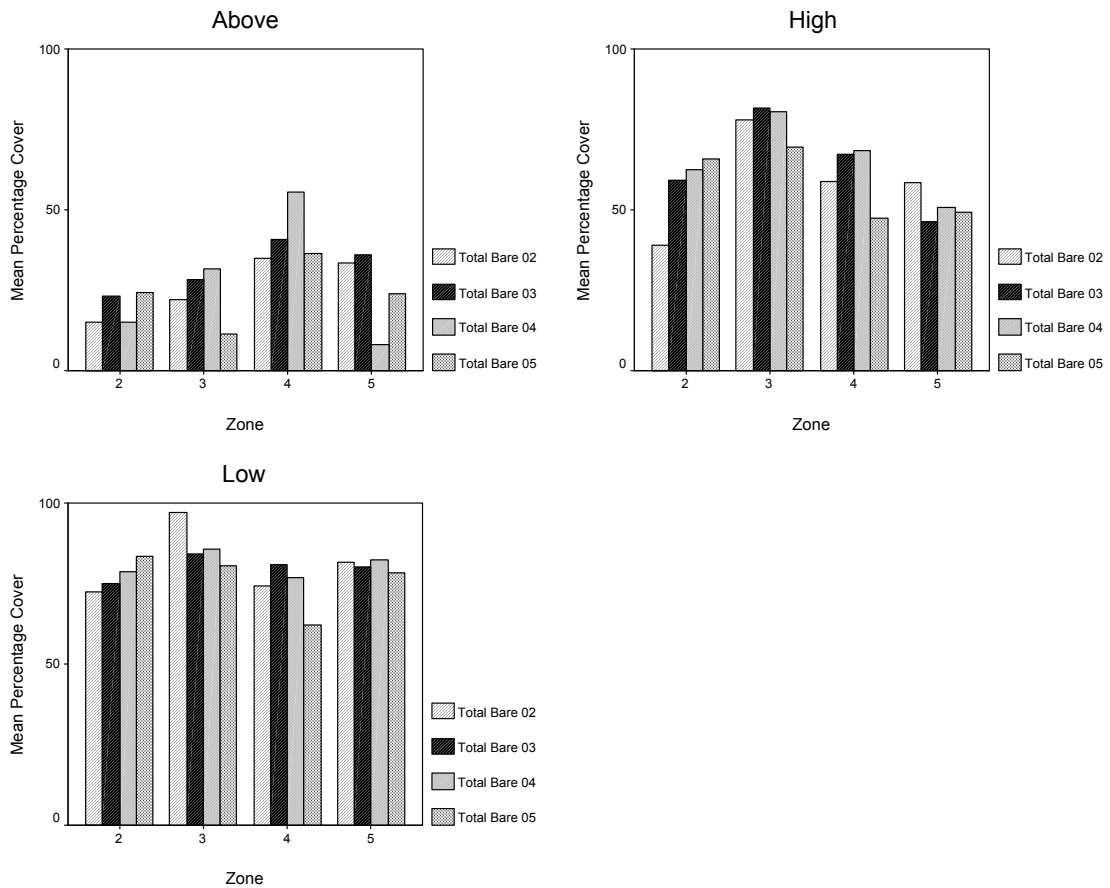 Above
100
50
0
Mean Percentage Cover
2 3 4 5
Zone
Total Bare 02
Total Bare 03
Total Bare 04
Total Bare 05
High
100
50
0
Mean Percentage Cover
2 3 4 5
Zone
Total Bare 02
Total Bare 03
Total Bare 04
Total Bare 05
Low
100
50
0
Mean Percentage Cover
2 3 4 5
Zone
Total Bare 02
Total Bare 03
Total Bare 04
Total Bare 05